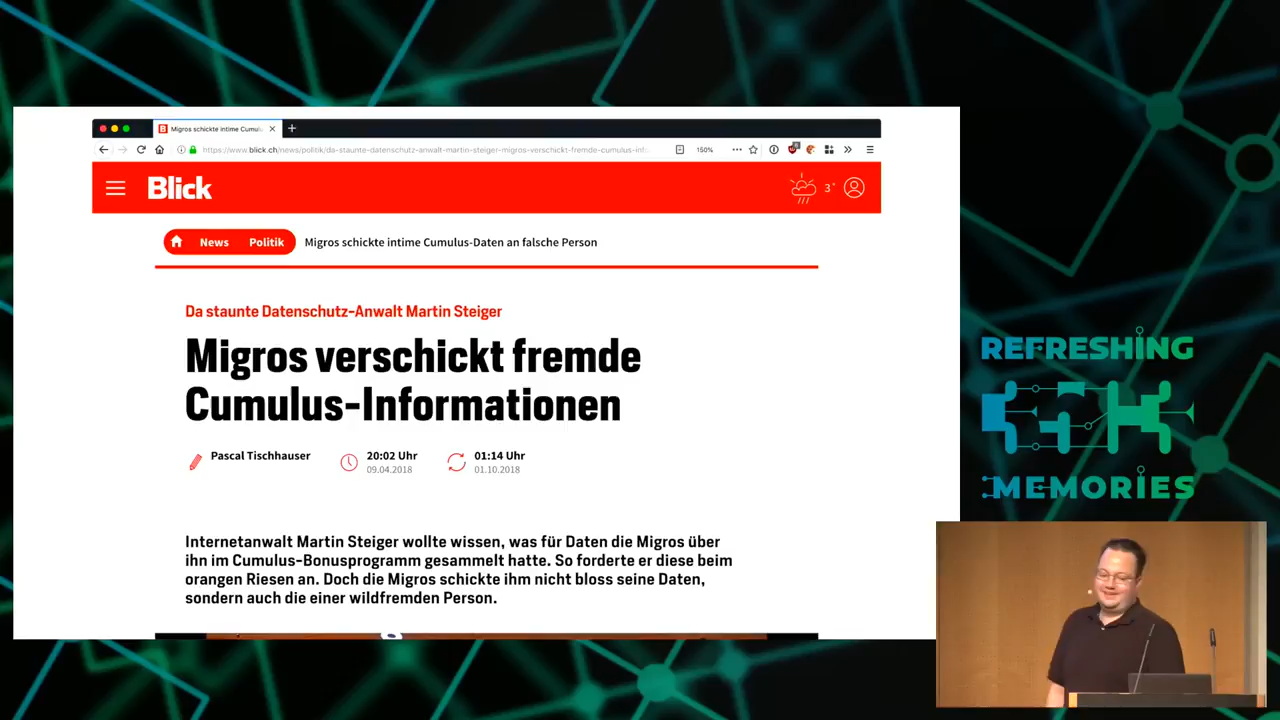 Migros schickte intime Cumul
https://www.blick.ch/news/politik/da-staunte-datenschutz-anwalt-martin-steiger-migros-verschickt-fremde-cumulus-inf
150%
Blick
3°
News Politik Migros schickte intime Cumulus-Daten an falsche Person
Da staunte Datenschutz-Anwalt Martin Steiger
Migros verschickt fremde
Cumulus-Informationen
Pascal Tischhauser 20:02 Uhr 01:14 Uhr
09.04.2018 01.10.2018
Internetanwalt Martin Steiger wollte wissen, was für Daten die Migros über
ihn im Cumulus-Bonusprogramm gesammelt hatte. So forderte er diese beim
orangen Riesen an. Doch die Migros schickte ihm nicht bloss seine Daten,
sondern auch die einer wildfremden Person.
REFRESHING
MEMORIES